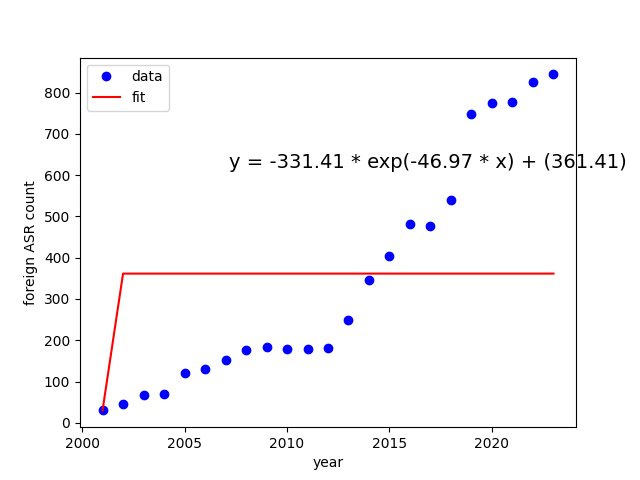 data
fit
y = -331.41 * exp(-46.97 * x) + (361.41)
foreign ASR count
800
700
600
500
400
300
200
100
0
2000 2005 2010 2015 2020
year